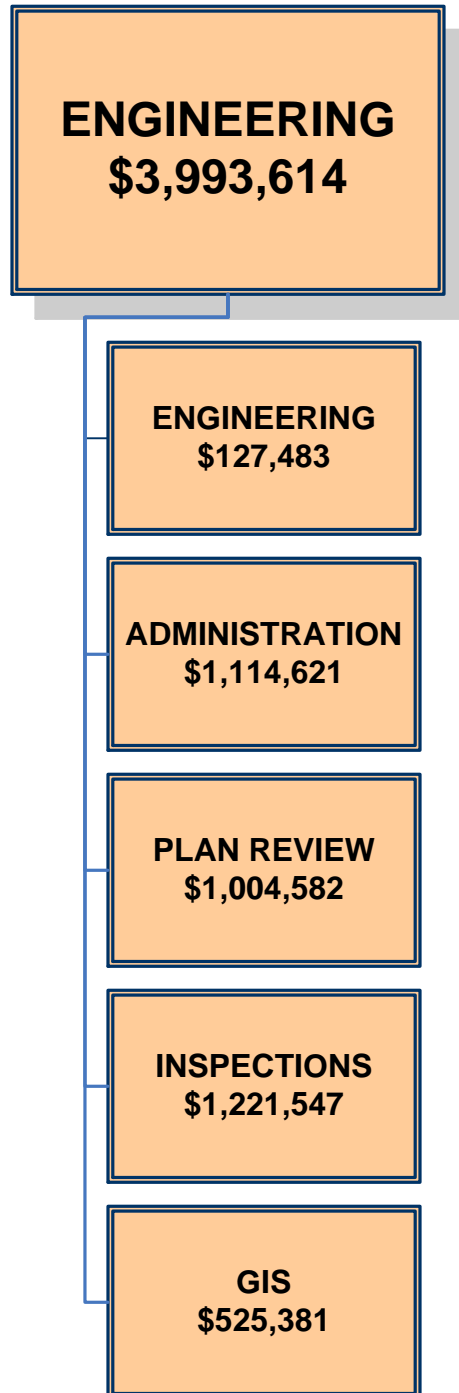 ENGINEERING
$3,993,614
ENGINEERING
$127,483
ADMINISTRATION
$1,114,621
PLAN REVIEW
$1,004,582
INSPECTIONS
$1,221,547
GIS
$525,381